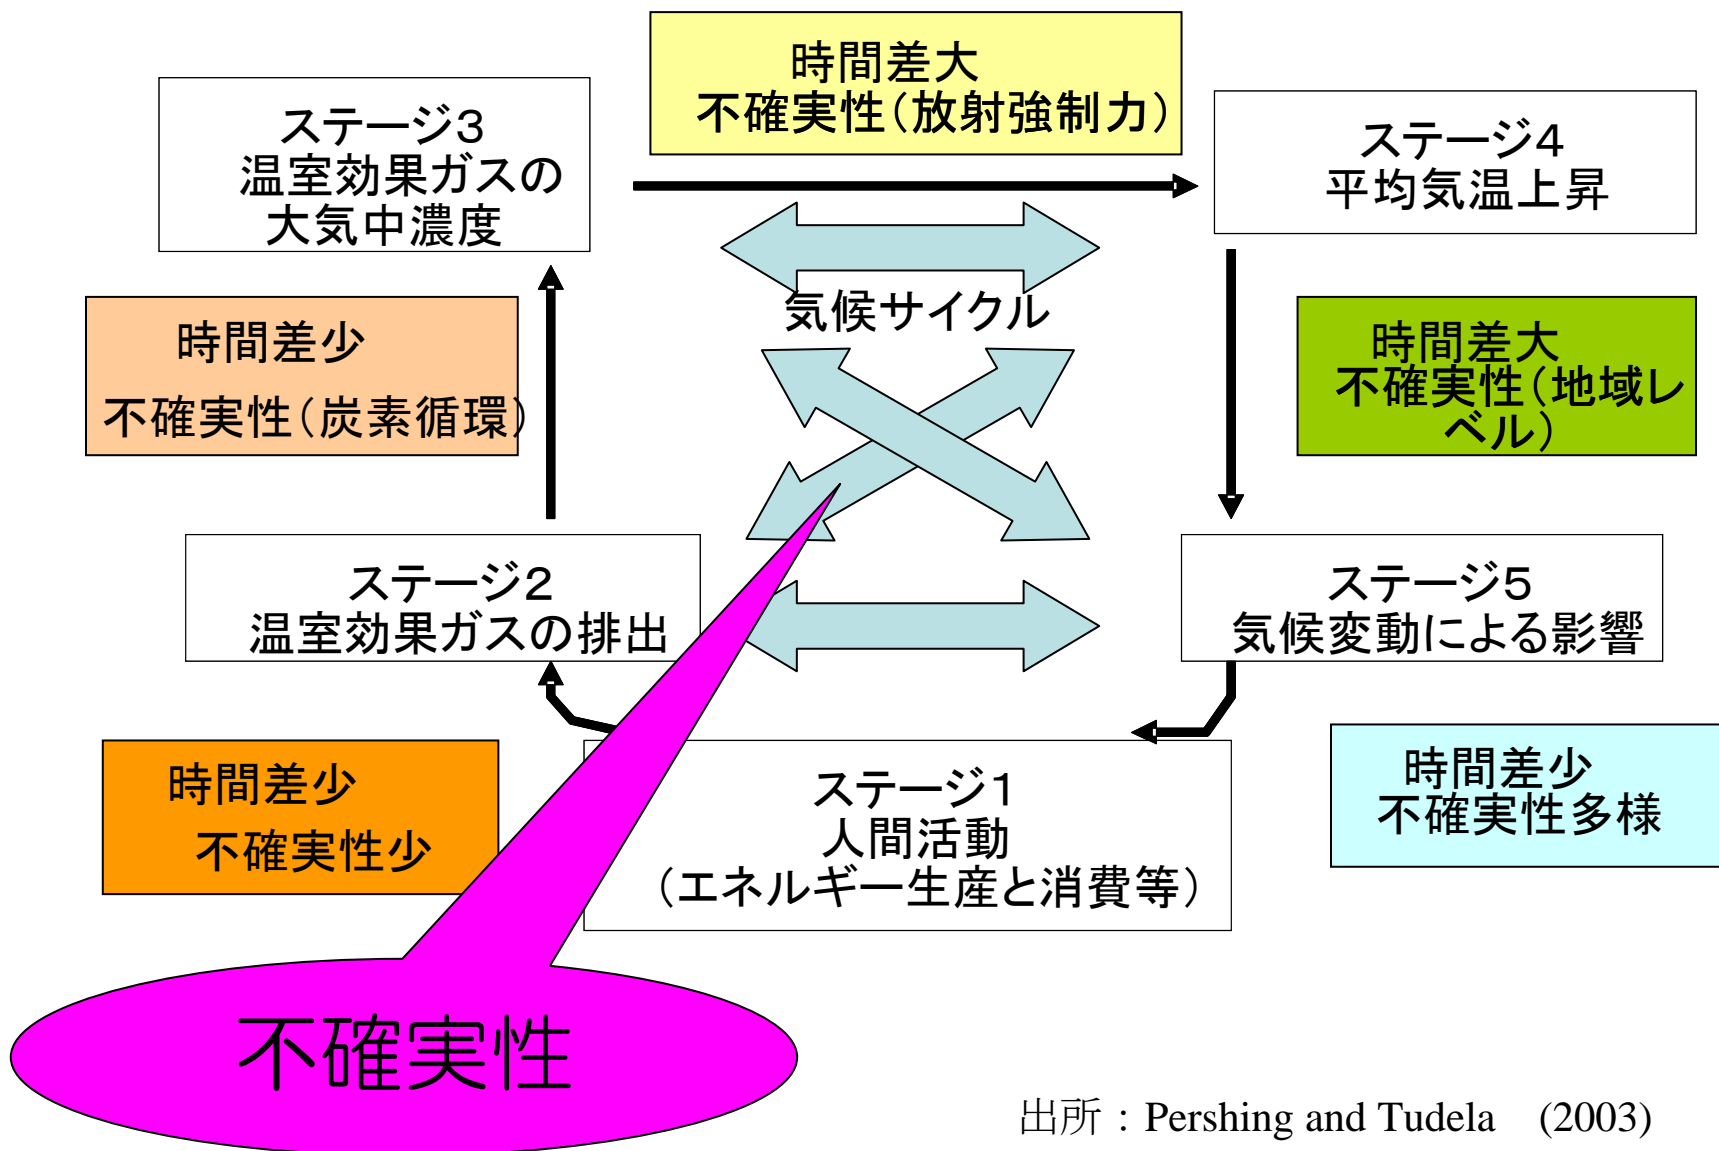 時間差大
不確実性（放射強制力）
ステージ３
温室効果ガスの
大気中濃度
ステージ４
平均気温上昇
気候サイクル
時間差少
不確実性（炭素循環）
時間差大
不確実性（地域レ
ベル）
ステージ２
温室効果ガスの排出
ステージ５
気候変動による影響
時間差少
不確実性少
ステージ１
人間活動
（エネルギー生産と消費等）
時間差少
不確実性多様
不確実性
出所：Pershing and Tudela　(2003)